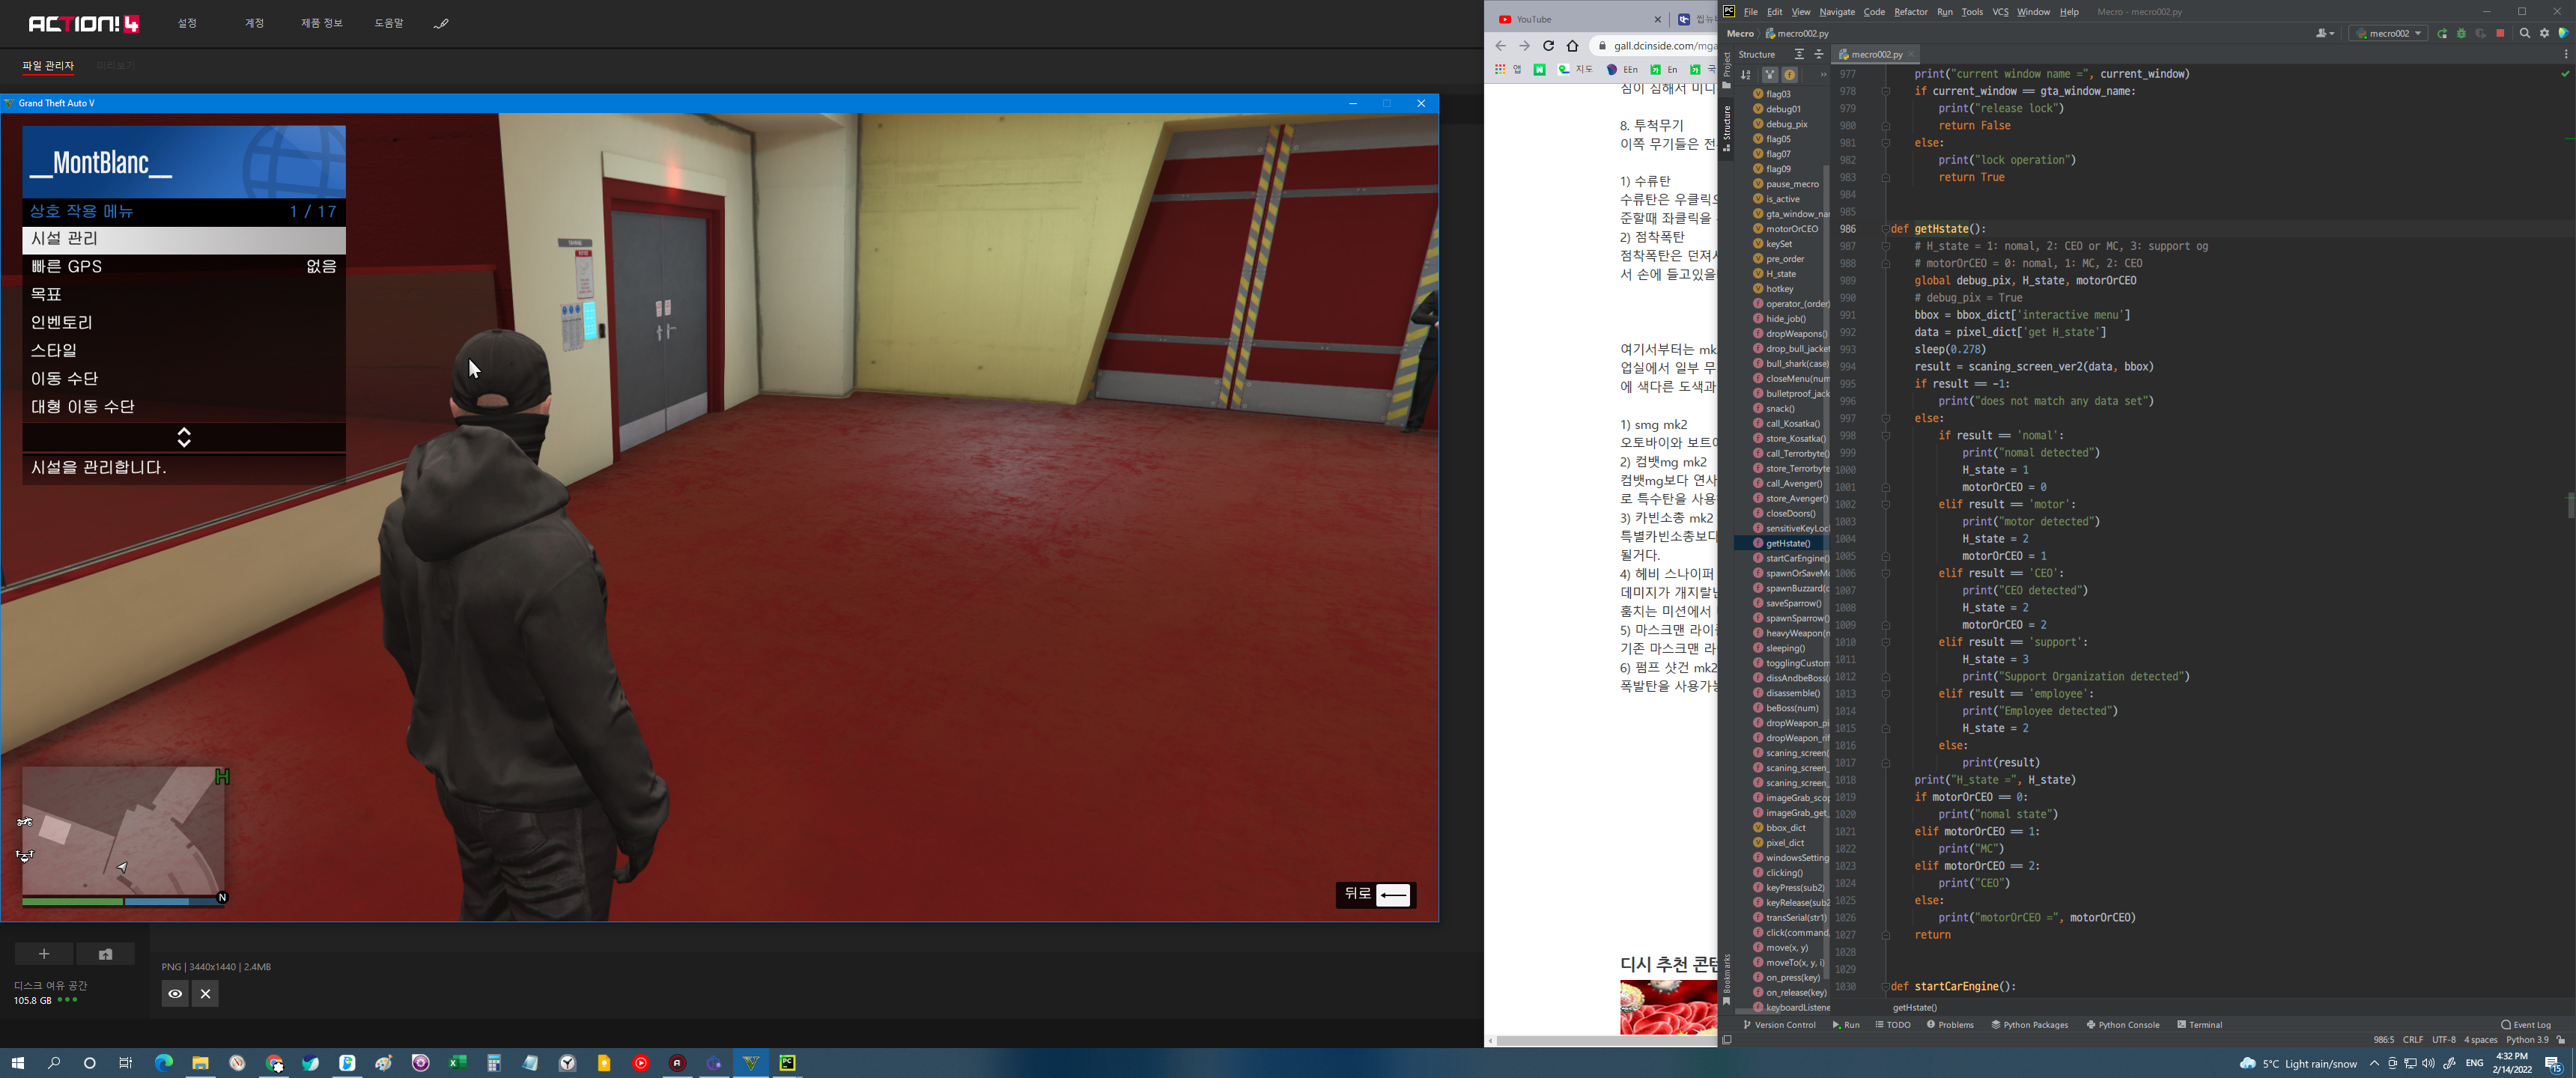 ACTION! 4
설정
계정
제품 정보
도움말
파일 관리자
미리보기
Grand Theft Auto V
__MontBlanc__
상호 작용 메뉴 1 / 17
시설 관리
빠른 GPS 없음
목표
인벤토리
스타일
이동 수단
대형 이동 수단
시설을 관리합니다.
H
N
뒤로
디스크 여유 공간
105.8 GB
PNG | 3440x1440 | 2.4MB
YouTube
gall.dcinside.com/mga
앱
지도
EEn
En
8. 투척무기
이쪽 무기들은 전
1) 수류탄
수류탄은 우클릭으
준할때 좌클릭을
2) 점착폭탄
점착폭탄은 던져서
서 손에 들고있을
여기서부터는 mk
업실에서 일부 무
에 색다른 도색과
1) smg mk2
오토바이와 보트에
2) 컴뱃mg mk2
컴뱃mg보다 연사
로 특수탄을 사용
3) 카빈소총 mk2
특별카빈소총보다
될거다.
4) 헤비 스나이퍼
데미지가 개지랄난
훔치는 미션에서
5) 마스크맨 라이
기존 마스크맨 라
6) 펌프 샷건 mk2
폭발탄을 사용가능
디시 추천 콘텐
PC File Edit View Navigate Code Refactor Run Tools VCS Window Help Mecro - mecro002.py
Mecro mecro002.py
mecro002
Structure
mecro002.py
Project
Structure
Bookmarks
flag03
debug01
debug_pix
flag05
flag07
flag09
pause_mecro
is_active
gta_window_nar
motorOrCEO
keySet
pre_order
H_state
hotkey
operator_(order)
hide_job()
dropWeapons()
drop_bull_jacket
bull_shark(case)
closeMenu(num
bulletproof_jack
snack()
call_Kosatka()
store_Kosatka()
call_Terrorbyte()
store_Terrorbyte
call_Avenger()
store_Avenger()
closeDoors()
sensitiveKeyLoc
getHstate()
startCarEngine()
spawnOrSaveMo
spawnBuzzard(c
saveSparrow()
spawnSparrow()
heavyWeapon(n
sleeping()
togglingCustom
dissAndbeBoss(
disassemble()
beBoss(num)
dropWeapon_pi
dropWeapon_rif
scaning_screen(
scaning_screen_
scaning_screen_
imageGrab_scop
imageGrab_get_
bbox_dict
pixel_dict
windowsSetting
clicking()
keyPress(sub2)
keyRelease(sub2
transSerial(str1)
click(command,
move(x, y)
moveTo(x, y, i)
on_press(key)
on_release(key)
keyboardListene
977 print("current window name =", current_window)
978 if current_window == gta_window_name:
979 print("release lock")
980 return False
981 else:
982 print("lock operation")
983 return True
984
985
986 def getHstate():
987 # H_state = 1: nomal, 2: CEO or MC, 3: support og
988 # motorOrCEO = 0: nomal, 1: MC, 2: CEO
989 global debug_pix, H_state, motorOrCEO
990 # debug_pix = True
991 bbox = bbox_dict['interactive menu']
992 data = pixel_dict['get H_state']
993 sleep(0.278)
994 result = scaning_screen_ver2(data, bbox)
995 if result == -1:
996 print("does not match any data set")
997 else:
998 if result == 'nomal':
999 print("nomal detected")
1000 H_state = 1
1001 motorOrCEO = 0
1002 elif result == 'motor':
1003 print("motor detected")
1004 H_state = 2
1005 motorOrCEO = 1
1006 elif result == 'CEO':
1007 print("CEO detected")
1008 H_state = 2
1009 motorOrCEO = 2
1010 elif result == 'support':
1011 H_state = 3
1012 print("Support Organization detected")
1013 elif result == 'employee':
1014 print("Employee detected")
1015 H_state = 2
1016 else:
1017 print(result)
1018 print("H_state =", H_state)
1019 if motorOrCEO == 0:
1020 print("nomal state")
1021 elif motorOrCEO == 1:
1022 print("MC")
1023 elif motorOrCEO == 2:
1024 print("CEO")
1025 else:
1026 print("motorOrCEO =", motorOrCEO)
1027 return
1028
1029
1030 def startCarEngine():
getHstate()
Version Control Run TODO Problems Python Packages Python Console Terminal Event Log
986:5 CRLF UTF-8 4 spaces Python 3.9
5°C Light rain/snow ENG 4:32 PM
2/14/2022
15